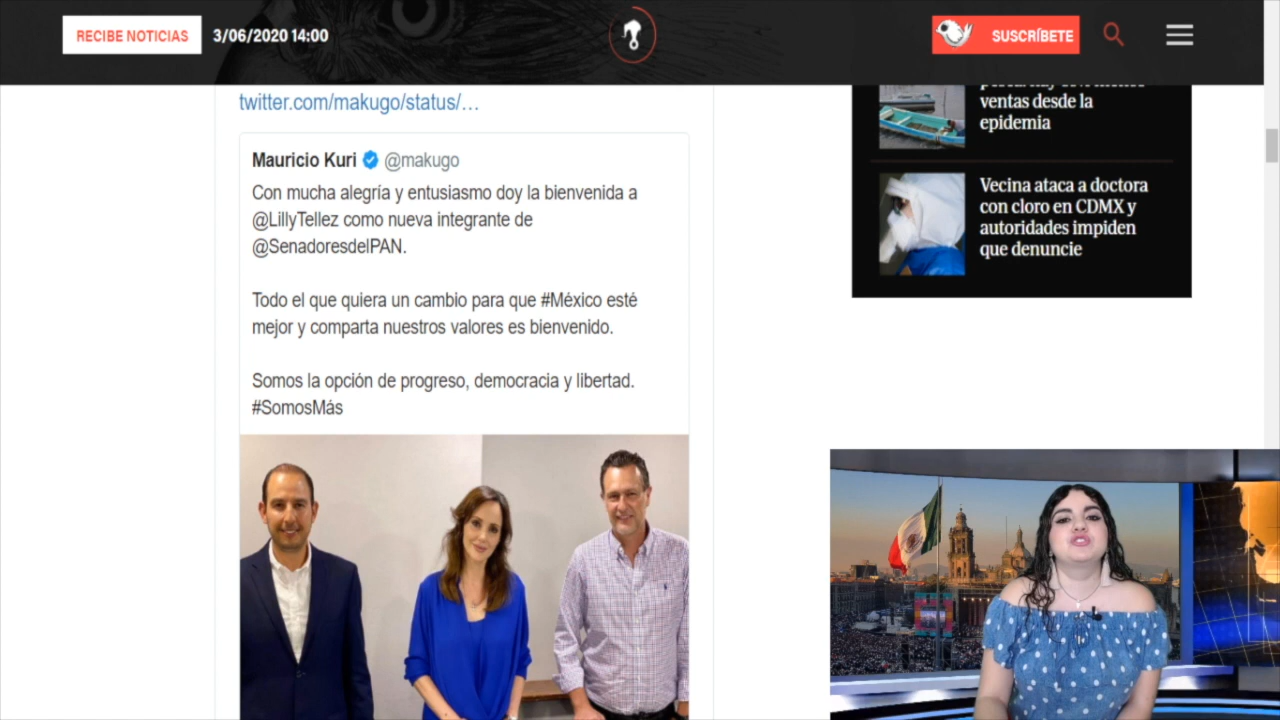 RECIBE NOTICIAS
3/06/2020 14:00
SUSCRÍBETE
twitter.com/makugo/status/…
Mauricio Kuri @makugo
Con mucha alegría y entusiasmo doy la bienvenida a
@LillyTellez como nueva integrante de
@SenadoresdelPAN.
Todo el que quiera un cambio para que #México esté
mejor y comparta nuestros valores es bienvenido.
Somos la opción de progreso, democracia y libertad.
#SomosMás
ventas desde la
epidemia
Vecina ataca a doctora
con cloro en CDMX y
autoridades impiden
que denuncie